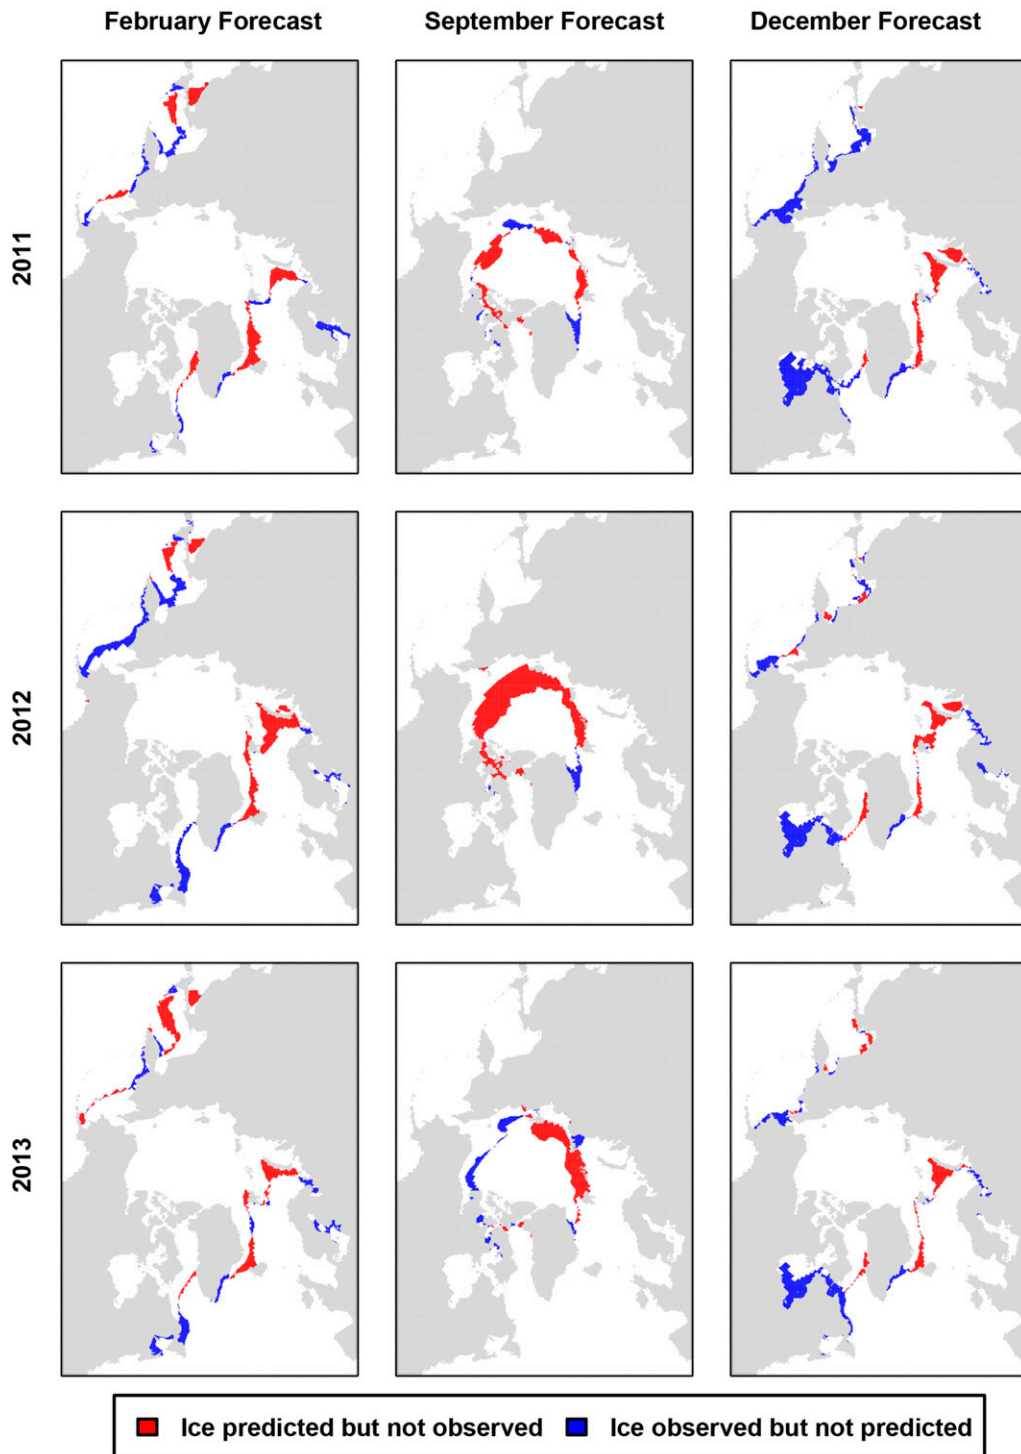 February Forecast
September Forecast
December Forecast
2011
2012
2013
Ice predicted but not observed
Ice observed but not predicted